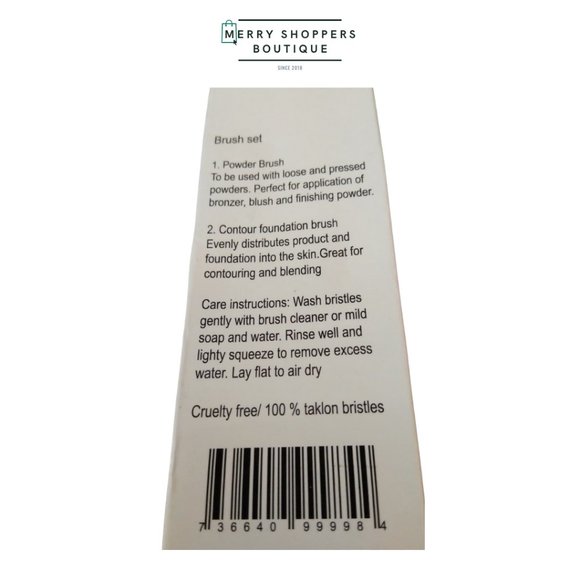 MERRY SHOPPERS
BOUTIQUE
SINCE 2018
Brush set
1. Powder Brush
To be used with loose and pressed
powders. Perfect for application of
bronzer, blush and finishing powder.
2. Contour foundation brush
Evenly distributes product and
foundation into the skin.Great for
contouring and blending
Care instructions: Wash bristles
gently with brush cleaner or mild
soap and water. Rinse well and
lighty squeeze to remove excess
water. Lay flat to air dry
Cruelty free/ 100 % taklon bristles
7 36640 99998 4